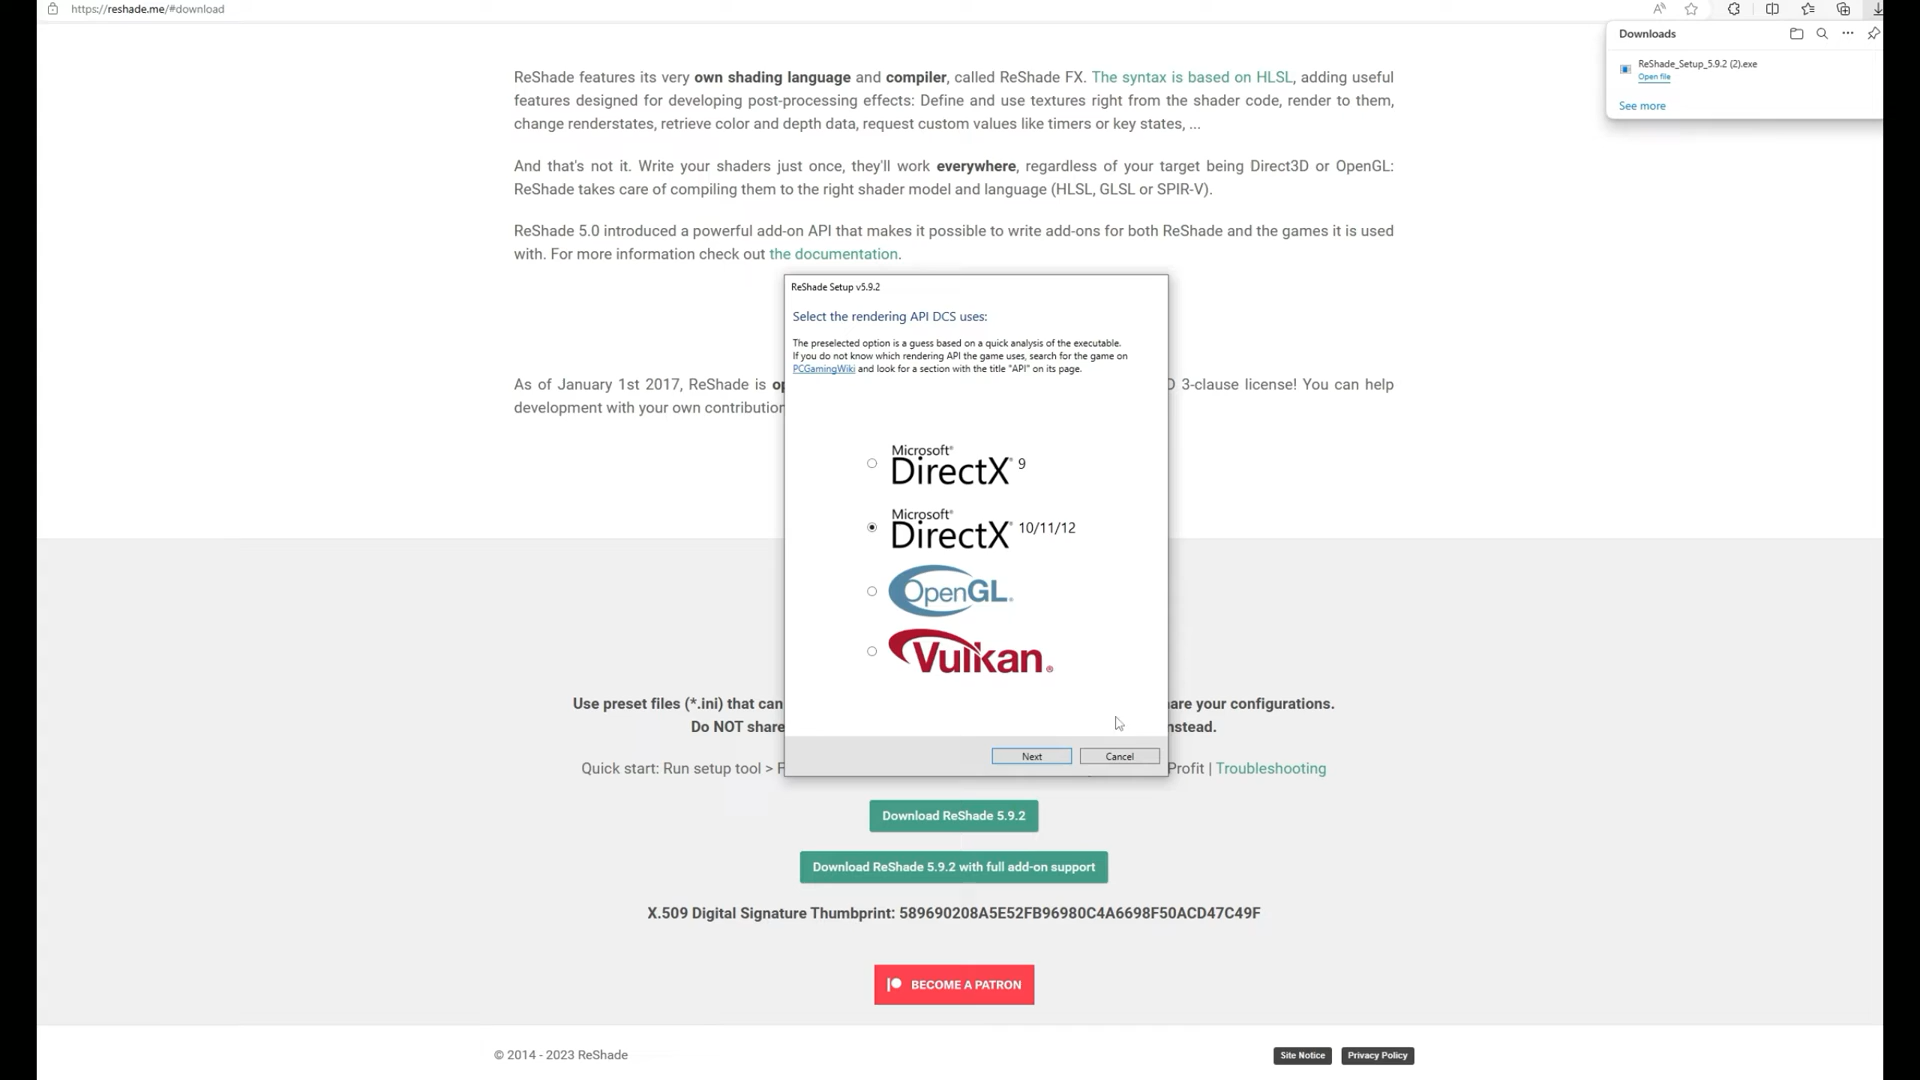 https://reshade.me/#download
Downloads
ReShade_Setup_5.9.2 (2).exe
Open file
See more
ReShade features its very own shading language and compiler, called ReShade FX. The syntax is based on HLSL, adding useful
features designed for developing post-processing effects: Define and use textures right from the shader code, render to them,
change renderstates, retrieve color and depth data, request custom values like timers or key states, ...
And that's not it. Write your shaders just once, they'll work everywhere, regardless of your target being Direct3D or OpenGL:
ReShade takes care of compiling them to the right shader model and language (HLSL, GLSL or SPIR-V).
ReShade 5.0 introduced a powerful add-on API that makes it possible to write add-ons for both ReShade and the games it is used
with. For more information check out the documentation.
As of January 1st 2017, ReShade is op
3-clause license! You can help
development with your own contribution
ReShade Setup v5.9.2
Select the rendering API DCS uses:
The preselected option is a guess based on a quick analysis of the executable.
If you do not know which rendering API the game uses, search for the game on
PCGamingWiki and look for a section with the title "API" on its page.
Microsoft®
DirectX® 9
Microsoft®
DirectX® 10/11/12
OpenGL®
Vulkan®
Next
Cancel
Use preset files (*.ini) that can
are your configurations.
Do NOT share
nstead.
Quick start: Run setup tool > F
Profit | Troubleshooting
Download ReShade 5.9.2
Download ReShade 5.9.2 with full add-on support
X.509 Digital Signature Thumbprint: 589690208A5E52FB96980C4A6698F50ACD47C49F
BECOME A PATRON
© 2014 - 2023 ReShade
Site Notice
Privacy Policy